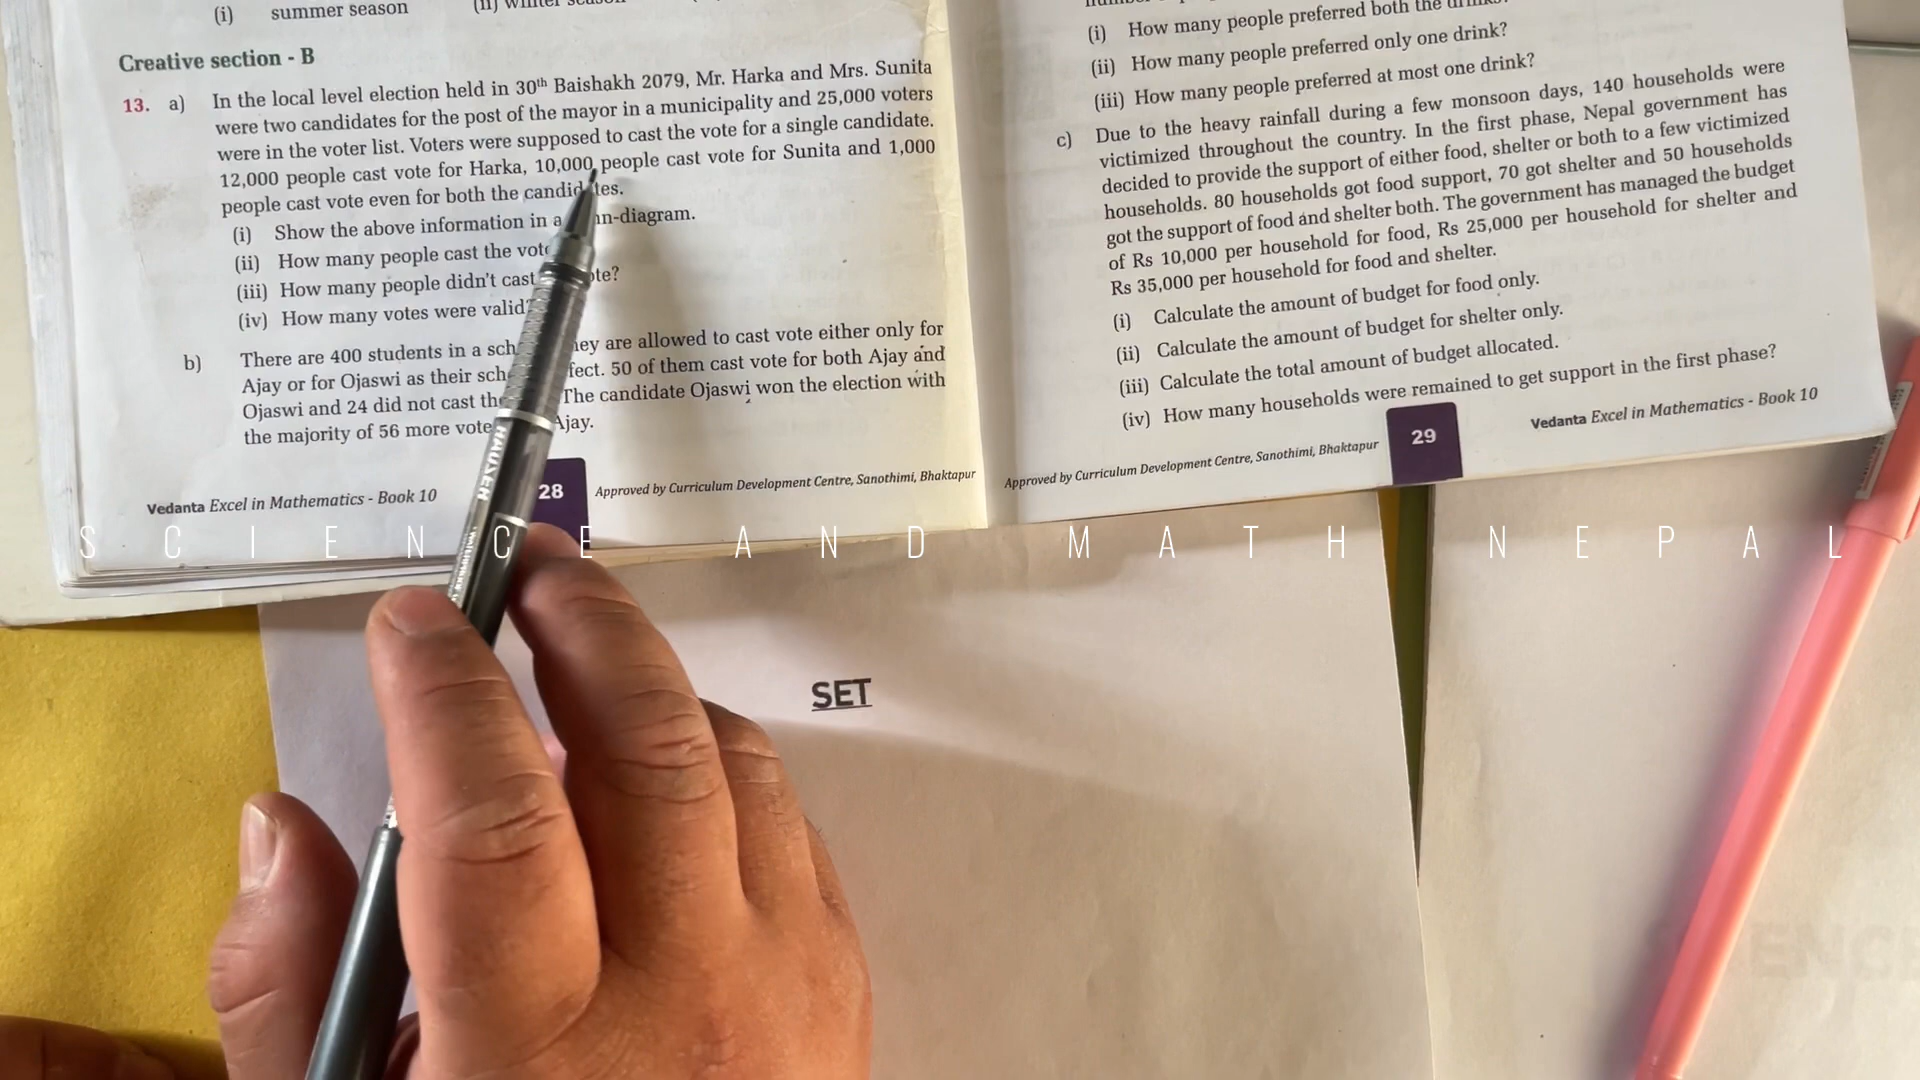 (i) summer season (ii)
Creative section - B
13. a) In the local level election held in 30th Baishakh 2079, Mr. Harka and Mrs. Sunita
were two candidates for the post of the mayor in a municipality and 25,000 voters
were in the voter list. Voters were supposed to cast the vote for a single candidate.
12,000 people cast vote for Harka, 10,000 people cast vote for Sunita and 1,000
people cast vote even for both the candidates.
(i) Show the above information in a nn-diagram.
(ii) How many people cast the vote
(iii) How many people didn't cast ote?
(iv) How many votes were valid?
b) There are 400 students in a sch hey are allowed to cast vote either only for
Ajay or for Ojaswi as their sch fect. 50 of them cast vote for both Ajay and
Ojaswi and 24 did not cast th The candidate Ojaswi won the election with
the majority of 56 more vote Ajay.
Vedanta Excel in Mathematics - Book 10 28 Approved by Curriculum Development Centre, Sanothimi, Bhaktapur
(i) How many people preferred both the
(ii) How many people preferred only one drink?
(iii) How many people preferred at most one drink?
c) Due to the heavy rainfall during a few monsoon days, 140 households were
victimized throughout the country. In the first phase, Nepal government has
decided to provide the support of either food, shelter or both to a few victimized
households. 80 households got food support, 70 got shelter and 50 households
got the support of food and shelter both. The government has managed the budget
of Rs 10,000 per household for food, Rs 25,000 per household for shelter and
Rs 35,000 per household for food and shelter.
(i) Calculate the amount of budget for food only.
(ii) Calculate the amount of budget for shelter only.
(iii) Calculate the total amount of budget allocated.
(iv) How many households were remained to get support in the first phase?
Approved by Curriculum Development Centre, Sanothimi, Bhaktapur 29 Vedanta Excel in Mathematics - Book 10
SCIENCE AND MATH NEPAL
HAUSER
SET